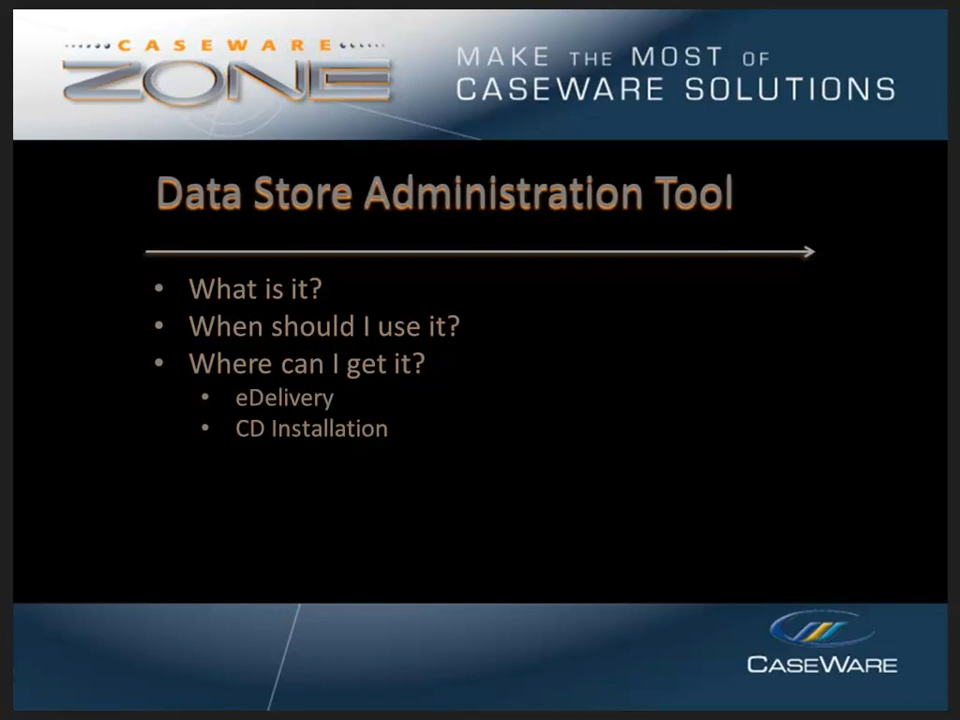 CASEWARE
ZONE
MAKE THE MOST OF
CASEWARE SOLUTIONS
Data Store Administration Tool
• What is it?
• When should I use it?
• Where can I get it?
• eDelivery
• CD Installation
CASEWARE